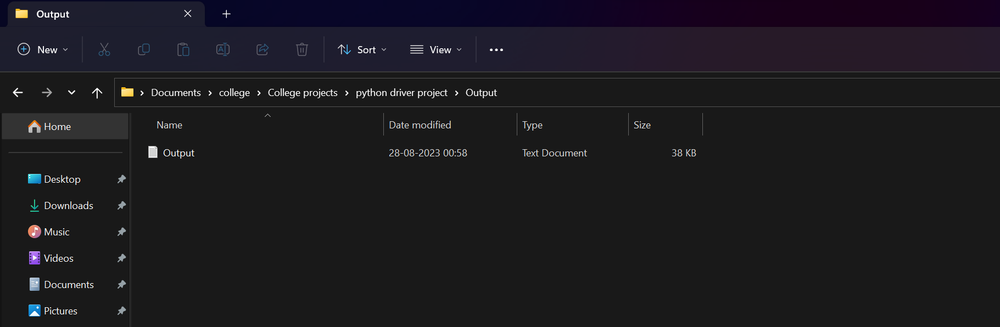 Output
New
Sort
View
Documents > college > College projects > python driver project > Output
Home
Name Date modified Type Size
Output 28-08-2023 00:58 Text Document 38 KB
Desktop
Downloads
Music
Videos
Documents
Pictures